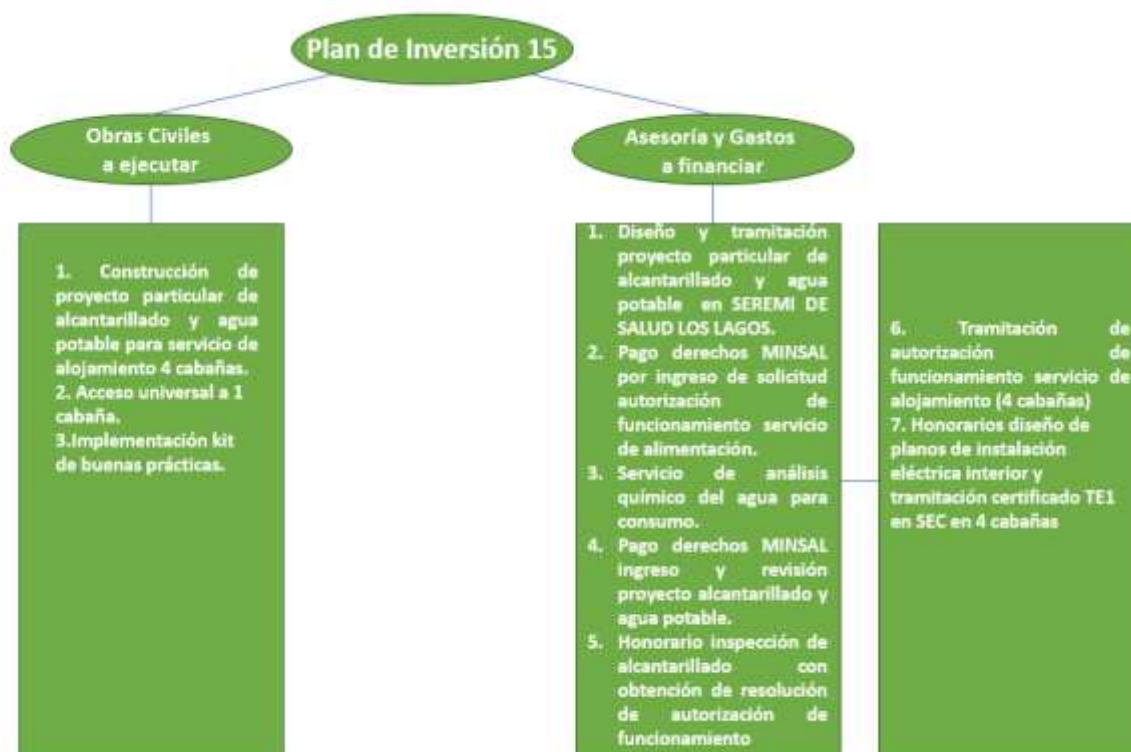 Plan de Inversión 15
Obras Civiles
a ejecutar
Asesoría y Gastos
a financiar
1. Construcción de
proyecto particular de
alcantarillado y agua
potable para servicio de
alojamiento 4 cabañas.
2. Acceso universal a 1
cabaña.
3.Implementación kit
de buenas prácticas.
1. Diseño y tramitación
proyecto particular de
alcantarillado y agua
potable en SEREMI DE
SALUD LOS LAGOS.
2. Pago derechos MINSAL
por ingreso de solicitud
autorización de
funcionamiento servicio
de alimentación.
3. Servicio de análisis
químico del agua para
consumo.
4. Pago derechos MINSAL
ingreso y revisión
proyecto alcantarillado y
agua potable.
5. Honorario inspección de
alcantarillado con
obtención de resolución
de autorización de
funcionamiento
6. Tramitación de
autorización de
funcionamiento servicio de
alojamiento (4 cabañas)
7. Honorarios diseño de
planos de instalación
eléctrica interior y
tramitación certificado TE1
en SEC en 4 cabañas